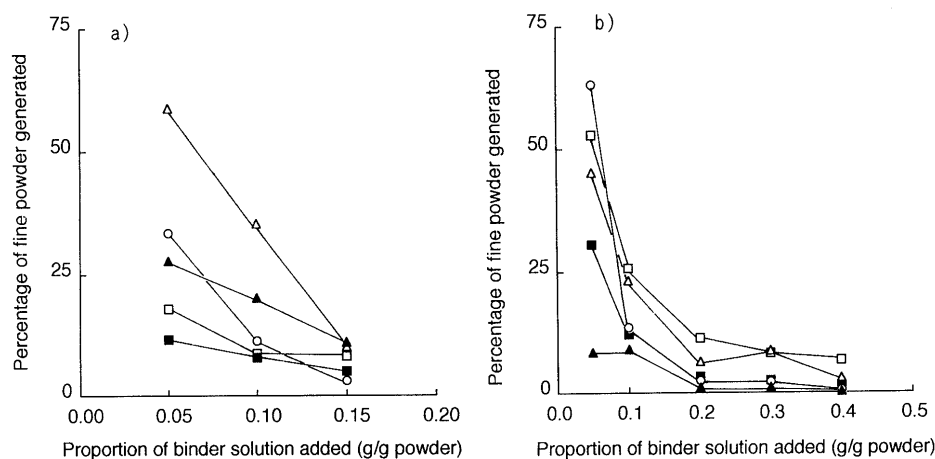 a)
75
50
25
0
0.00 0.05 0.10 0.15 0.20
Percentage of fine powder generated
Proportion of binder solution added (g/g powder)
b)
75
50
25
0
0.0 0.1 0.2 0.3 0.4 0.5
Percentage of fine powder generated
Proportion of binder solution added (g/g powder)